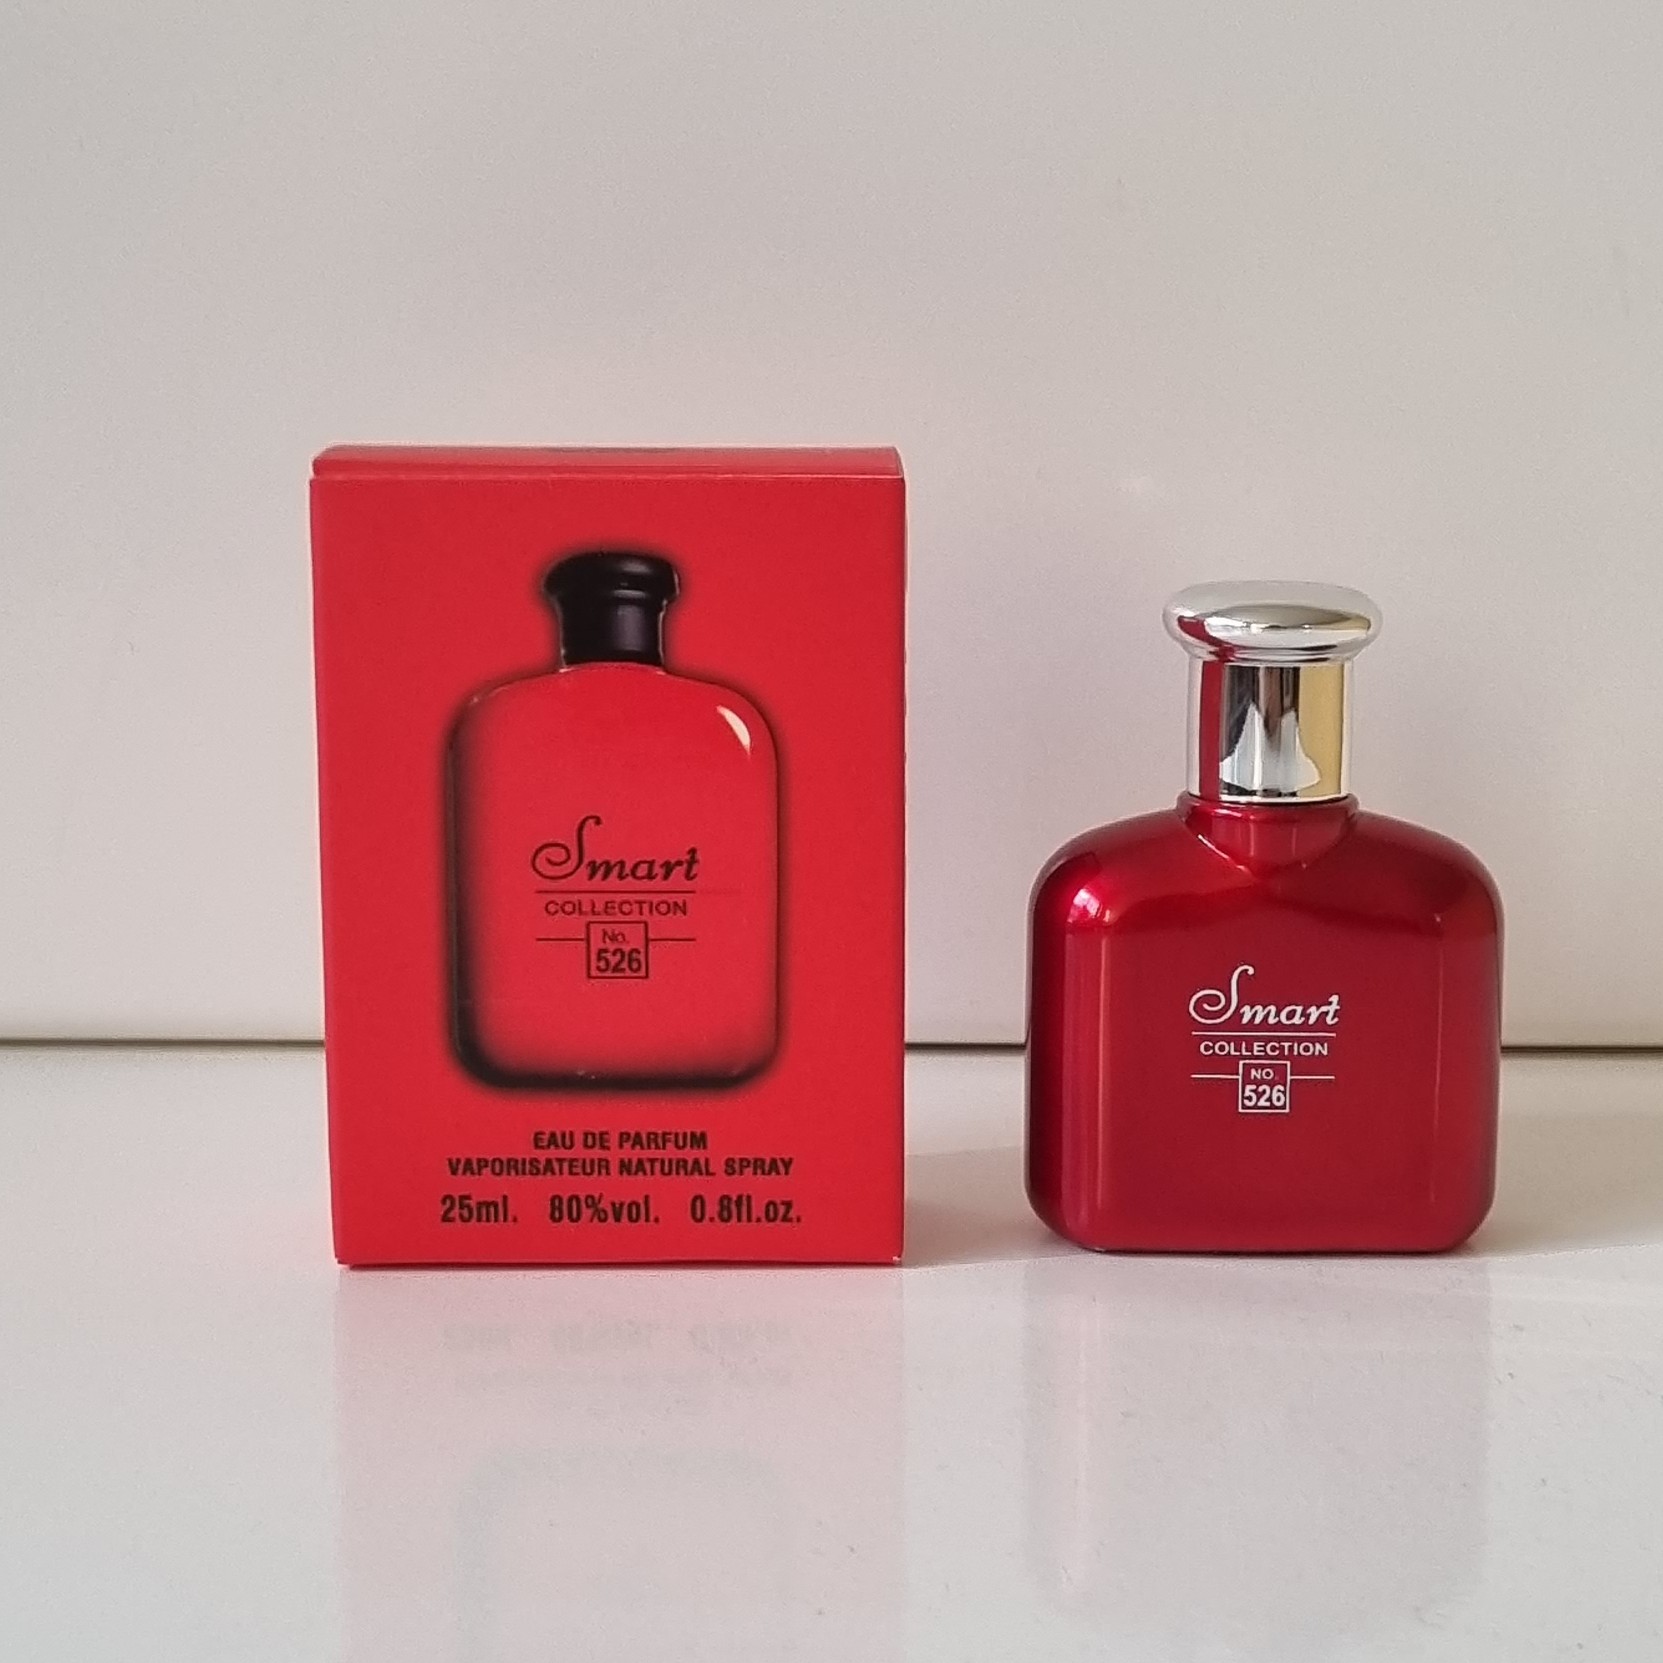 Smart
COLLECTION
No.
526
EAU DE PARFUM
VAPORISATEUR NATURAL SPRAY
25ml. 80%vol. 0.8fl.oz.
Smart
COLLECTION
NO.
526